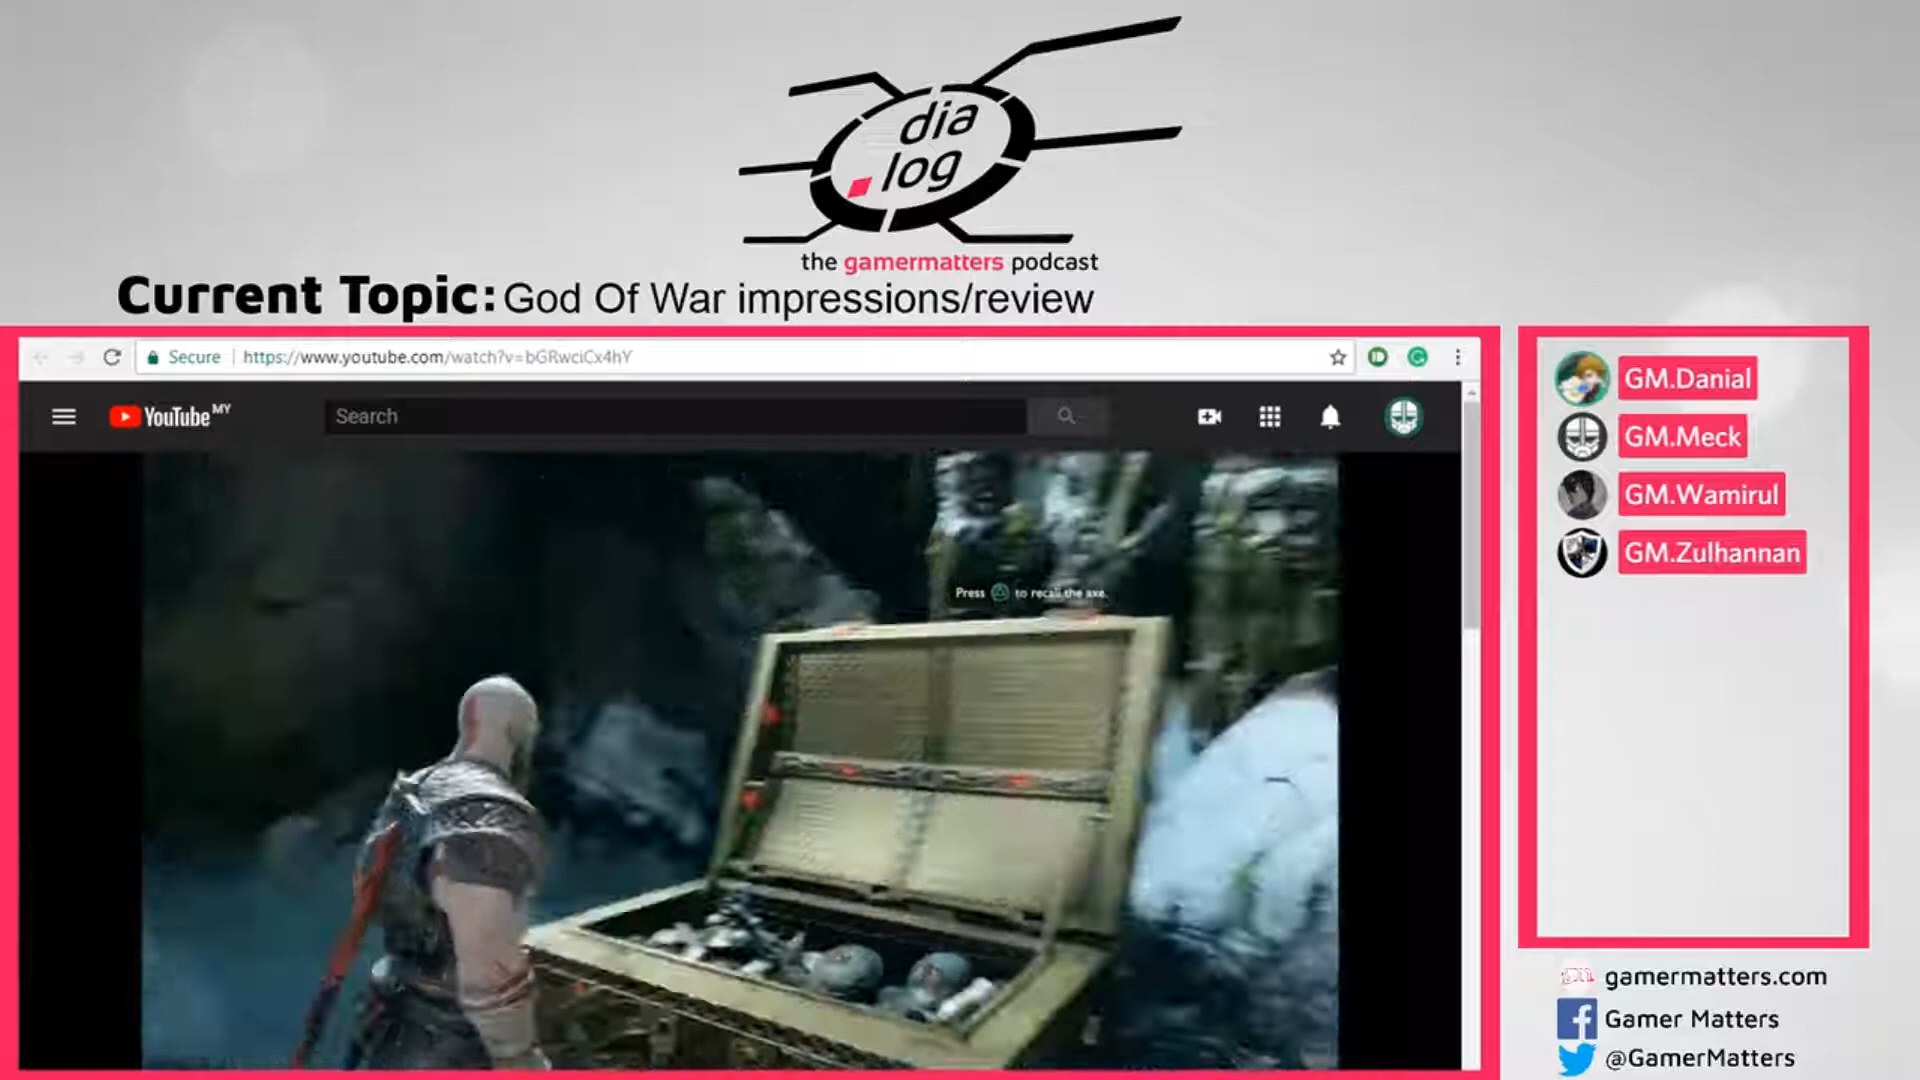 dia
.log
the gamermatters podcast
Current Topic: God Of War impressions/review
Secure https://www.youtube.com/watch?v=bGRwciCx4hY
YouTube MY
Search
Press to recall the axe.
GM.Danial
GM.Meck
GM.Wamirul
GM.Zulhannan
gamermatters.com
Gamer Matters
@GamerMatters